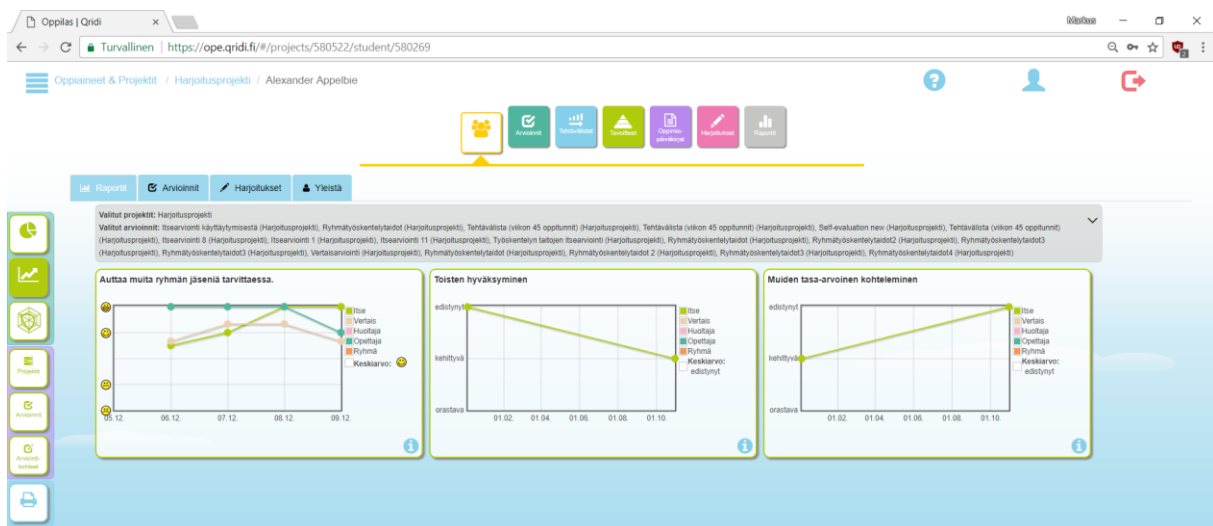 Oppilas | Qridi
Markus
Turvallinen | https://ope.qridi.fi/#/projects/580522/student/580269
Oppiaineet & Projektit / Harjoitusprojekti / Alexander Appelbie
Arvioinnit
Tehtävälistat
Tavoitteet
Oppimis-
päiväkirjat
Harjoitukset
Raportit
Raportit Arvioinnit Harjoitukset Yleistä
Valitut projektit: Harjoitusprojekti
Valitut arvioinnit: Itsearviointi käyttäytymisestä (Harjoitusprojekti), Ryhmätyöskentelytaidot (Harjoitusprojekti), Tehtävälista (viikon 45 oppitunnit) (Harjoitusprojekti), Self-evaluation new (Harjoitusprojekti), Tehtävälista (viikon 45 oppitunnit)
(Harjoitusprojekti), Itsearviointi 8 (Harjoitusprojekti), Itsearviointi 1 (Harjoitusprojekti), Itsearviointi 11 (Harjoitusprojekti), Työskentelyn taitojen itsearviointi (Harjoitusprojekti), Ryhmätyöskentelytaidot (Harjoitusprojekti), Ryhmätyöskentelytaidot2 (Harjoitusprojekti), Ryhmätyöskentelytaidot3
(Harjoitusprojekti), Ryhmätyöskentelytaidot3 (Harjoitusprojekti), Vertaisarviointi (Harjoitusprojekti), Ryhmätyöskentelytaidot (Harjoitusprojekti), Ryhmätyöskentelytaidot 2 (Harjoitusprojekti), Ryhmätyöskentelytaidot3 (Harjoitusprojekti), Ryhmätyöskentelytaidot4 (Harjoitusprojekti)
Projektit
Arvioinnit
Arviointi-
kohteet
Auttaa muita ryhmän jäseniä tarvittaessa.
Itse
Vertais
Huoltaja
Opettaja
Ryhmä
Keskiarvo:
05.12. 06.12. 07.12. 08.12. 09.12.
Toisten hyväksyminen
edistynyt
kehittyvä
orastava
Itse
Vertais
Huoltaja
Opettaja
Ryhmä
Keskiarvo:
edistynyt
01.02. 01.04. 01.06. 01.08. 01.10.
Muiden tasa-arvoinen kohteleminen
edistynyt
kehittyvä
orastava
Itse
Vertais
Huoltaja
Opettaja
Ryhmä
Keskiarvo:
edistynyt
01.02. 01.04. 01.06. 01.08. 01.10.